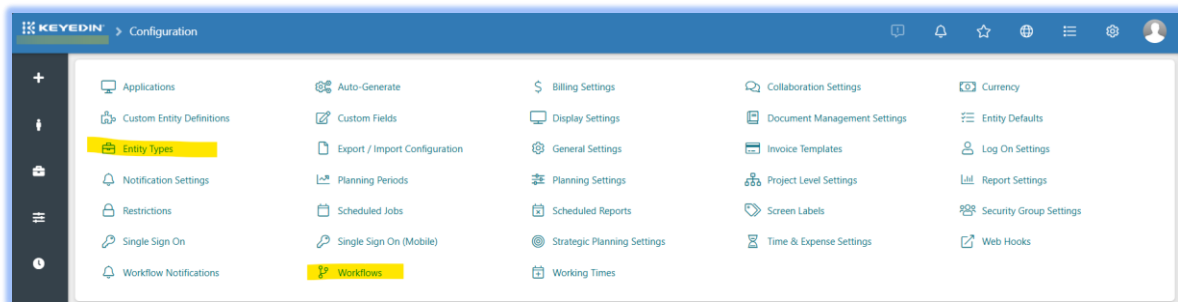 KEYEDIN > Configuration
Applications Auto-Generate Billing Settings Collaboration Settings Currency
Custom Entity Definitions Custom Fields Display Settings Document Management Settings Entity Defaults
Entity Types Export / Import Configuration General Settings Invoice Templates Log On Settings
Notification Settings Planning Periods Planning Settings Project Level Settings Report Settings
Restrictions Scheduled Jobs Scheduled Reports Screen Labels Security Group Settings
Single Sign On Single Sign On (Mobile) Strategic Planning Settings Time & Expense Settings Web Hooks
Workflow Notifications Workflows Working Times